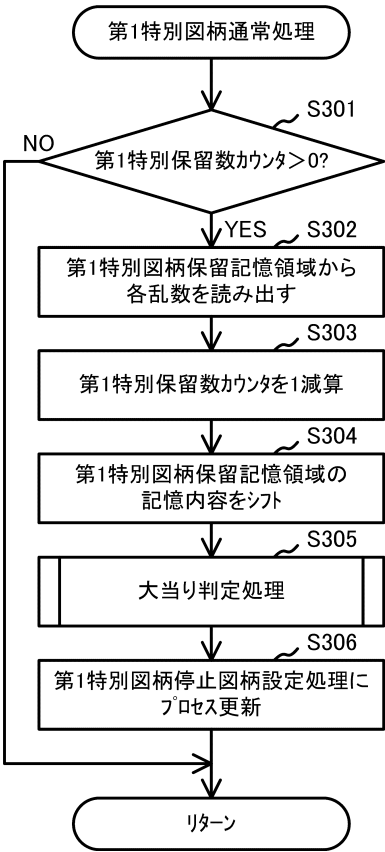 第1特別図柄通常処理
S301
NO
第1特別保留数ｶｳﾝﾀ＞0?
YES
S302
第1特別図柄保留記憶領域から
各乱数を読み出す
S303
第1特別保留数ｶｳﾝﾀを1減算
S304
第1特別図柄保留記憶領域の
記憶内容をｼﾌﾄ
S305
大当り判定処理
S306
第1特別図柄停止図柄設定処理に
ﾌﾟﾛｾｽ更新
ﾘﾀｰﾝ